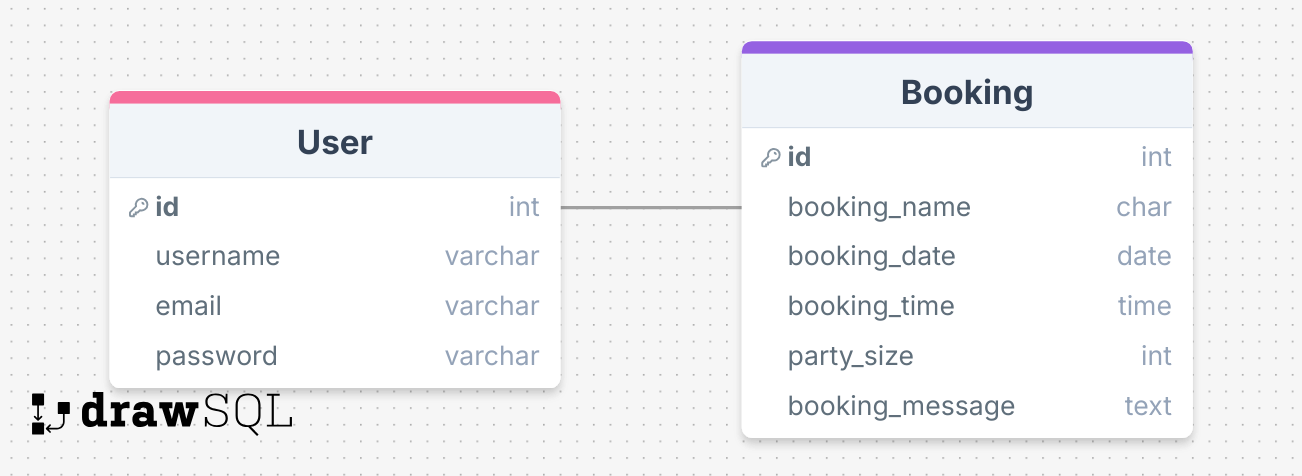 User
id int
username varchar
email varchar
password varchar
drawSQL
Booking
id int
booking_name char
booking_date date
booking_time time
party_size int
booking_message text